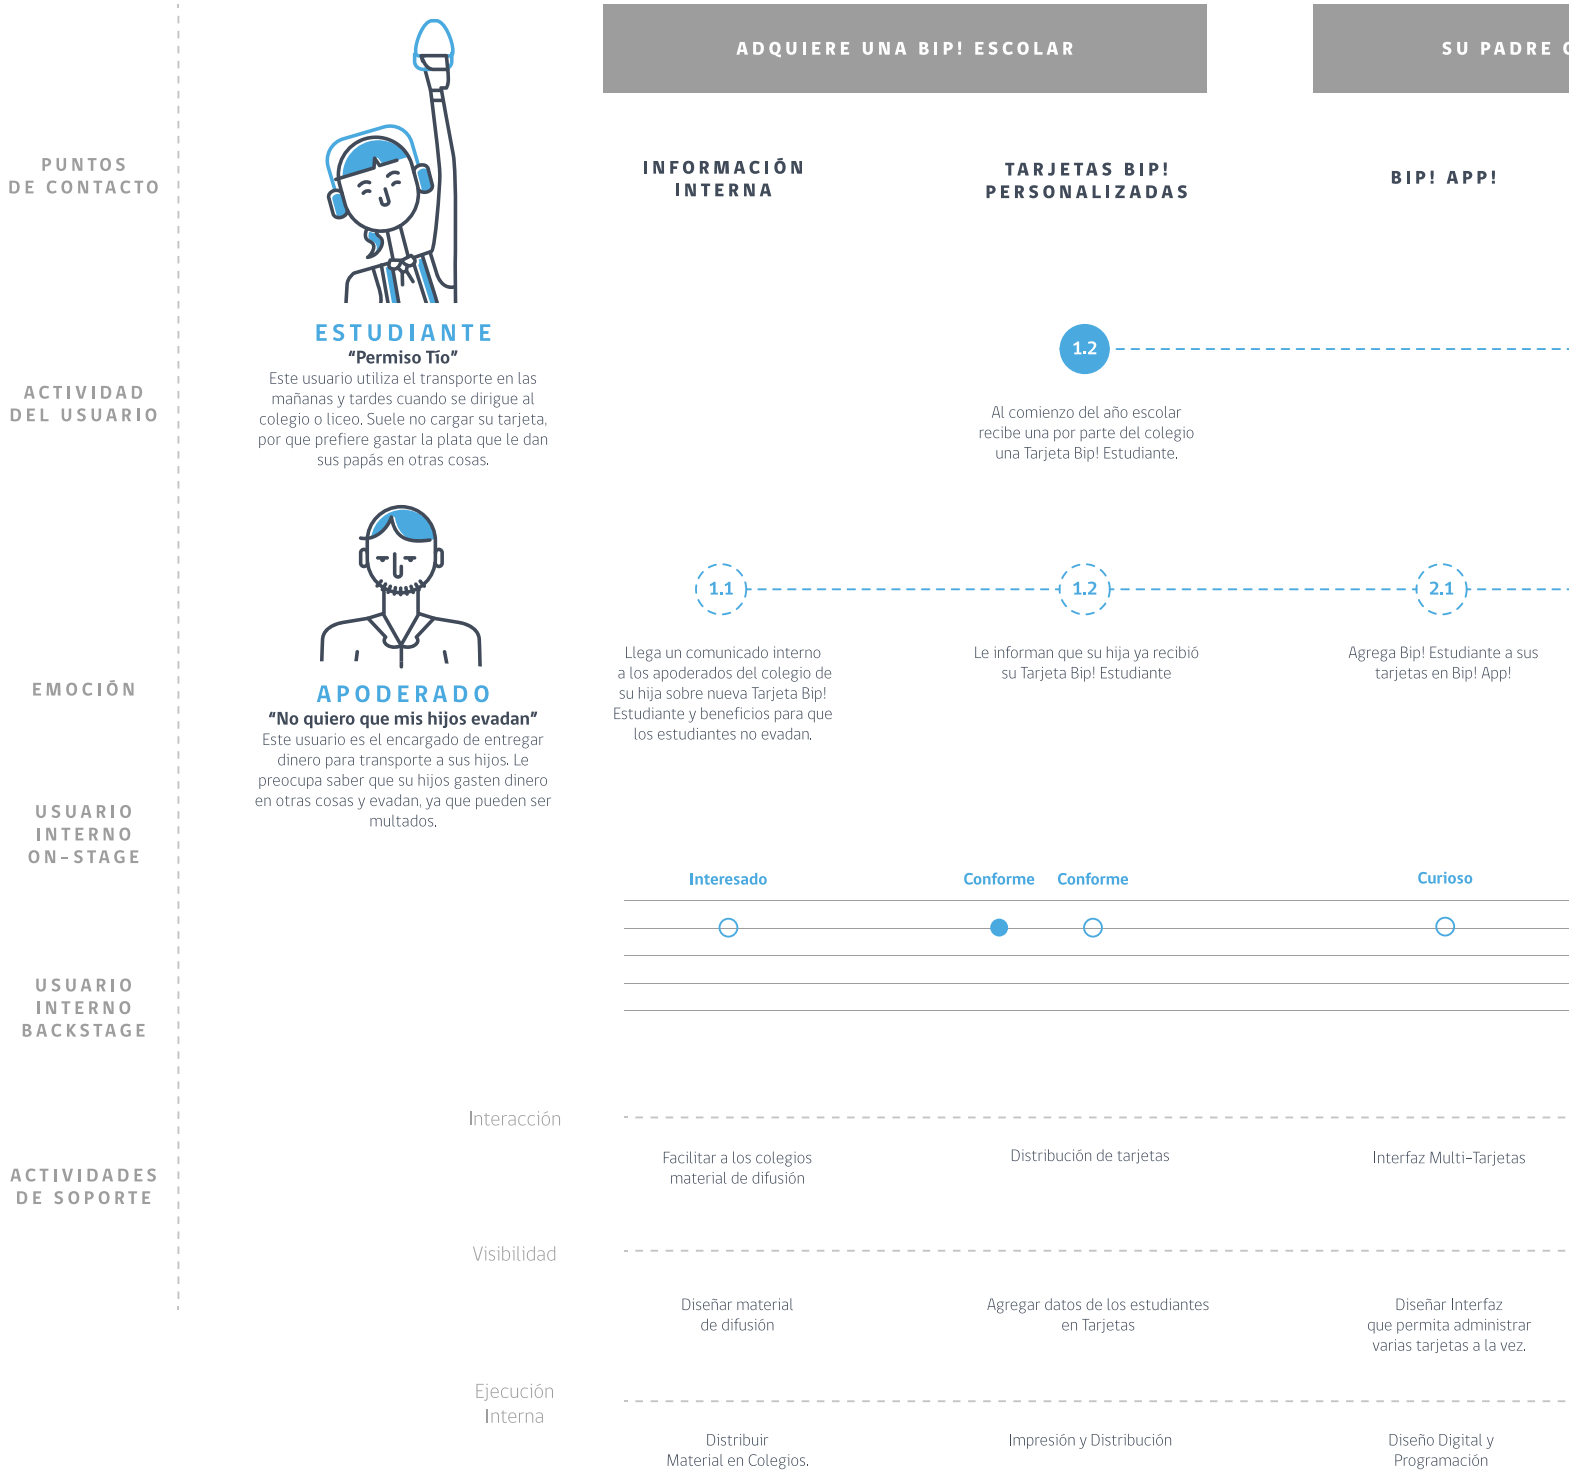 ADQUIERE UNA BIP! ESCOLAR
SU PADRE
PUNTOS
DE CONTACTO
INFORMACIÓN
INTERNA
TARJETAS BIP!
PERSONALIZADAS
BIP! APP!
ACTIVIDAD
DEL USUARIO
ESTUDIANTE
“Permiso Tío”
Este usuario utiliza el transporte en las
mañanas y tardes cuando se dirigue al
colegio o liceo. Suele no cargar su tarjeta,
por que prefiere gastar la plata que le dan
sus papás en otras cosas.
1.2
Al comienzo del año escolar
recibe una por parte del colegio
una Tarjeta Bip! Estudiante.
APODERADO
“No quiero que mis hijos evadan”
Este usuario es el encargado de entregar
dinero para transporte a sus hijos. Le
preocupa saber que su hijos gasten dinero
en otras cosas y evadan, ya que pueden ser
multados.
1.1
Llega un comunicado interno
a los apoderados del colegio de
su hija sobre nueva Tarjeta Bip!
Estudiante y beneficios para que
los estudiantes no evadan.
1.2
Le informan que su hija ya recibió
su Tarjeta Bip! Estudiante
2.1
Agrega Bip! Estudiante a sus
tarjetas en Bip! App!
EMOCIÓN
Interesado
Conforme
Conforme
Curioso
USUARIO
INTERNO
ON-STAGE
USUARIO
INTERNO
BACKSTAGE
ACTIVIDADES
DE SOPORTE
Interacción
Facilitar a los colegios
material de difusión
Distribución de tarjetas
Interfaz Multi-Tarjetas
Visibilidad
Diseñar material
de difusión
Agregar datos de los estudiantes
en Tarjetas
Diseñar Interfaz
que permita administrar
varias tarjetas a la vez.
Ejecución
Interna
Distribuir
Material en Colegios.
Impresión y Distribución
Diseño Digital y
Programación